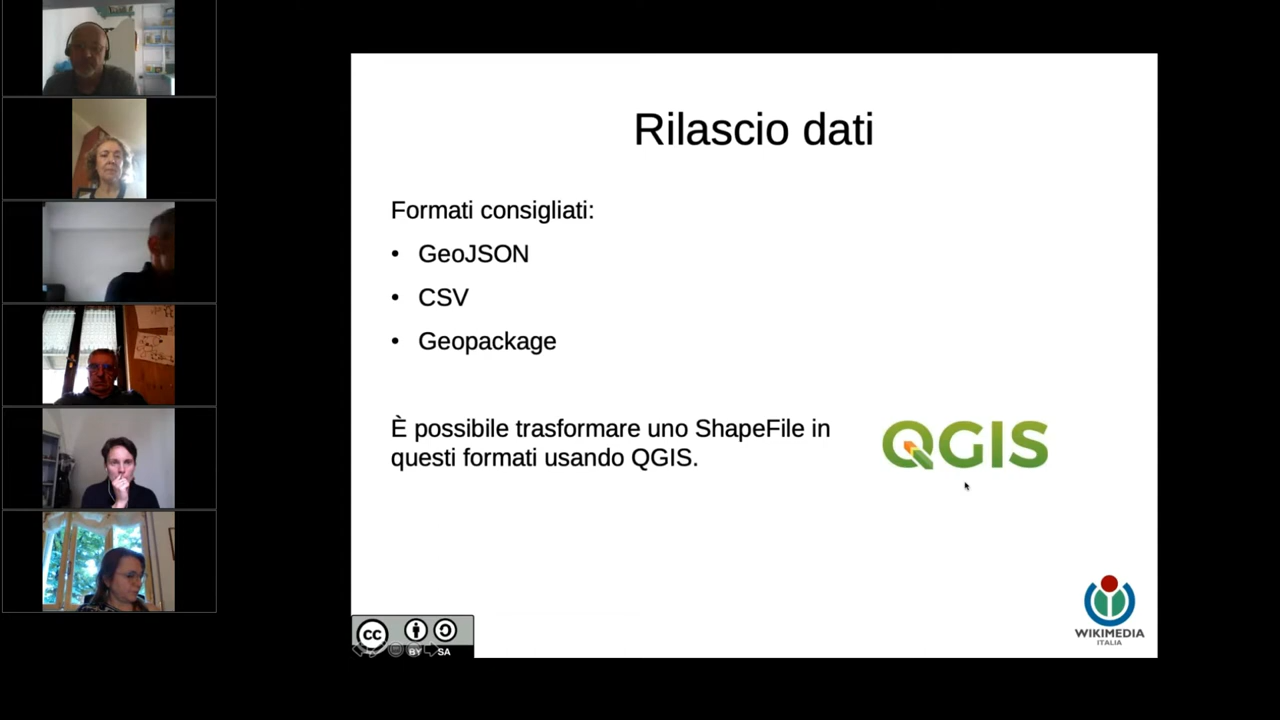 Rilascio dati
Formati consigliati:
• GeoJSON
• CSV
• Geopackage
È possibile trasformare uno ShapeFile in
questi formati usando QGIS.
QGIS
WIKIMEDIA
ITALIA
cc
BY SA